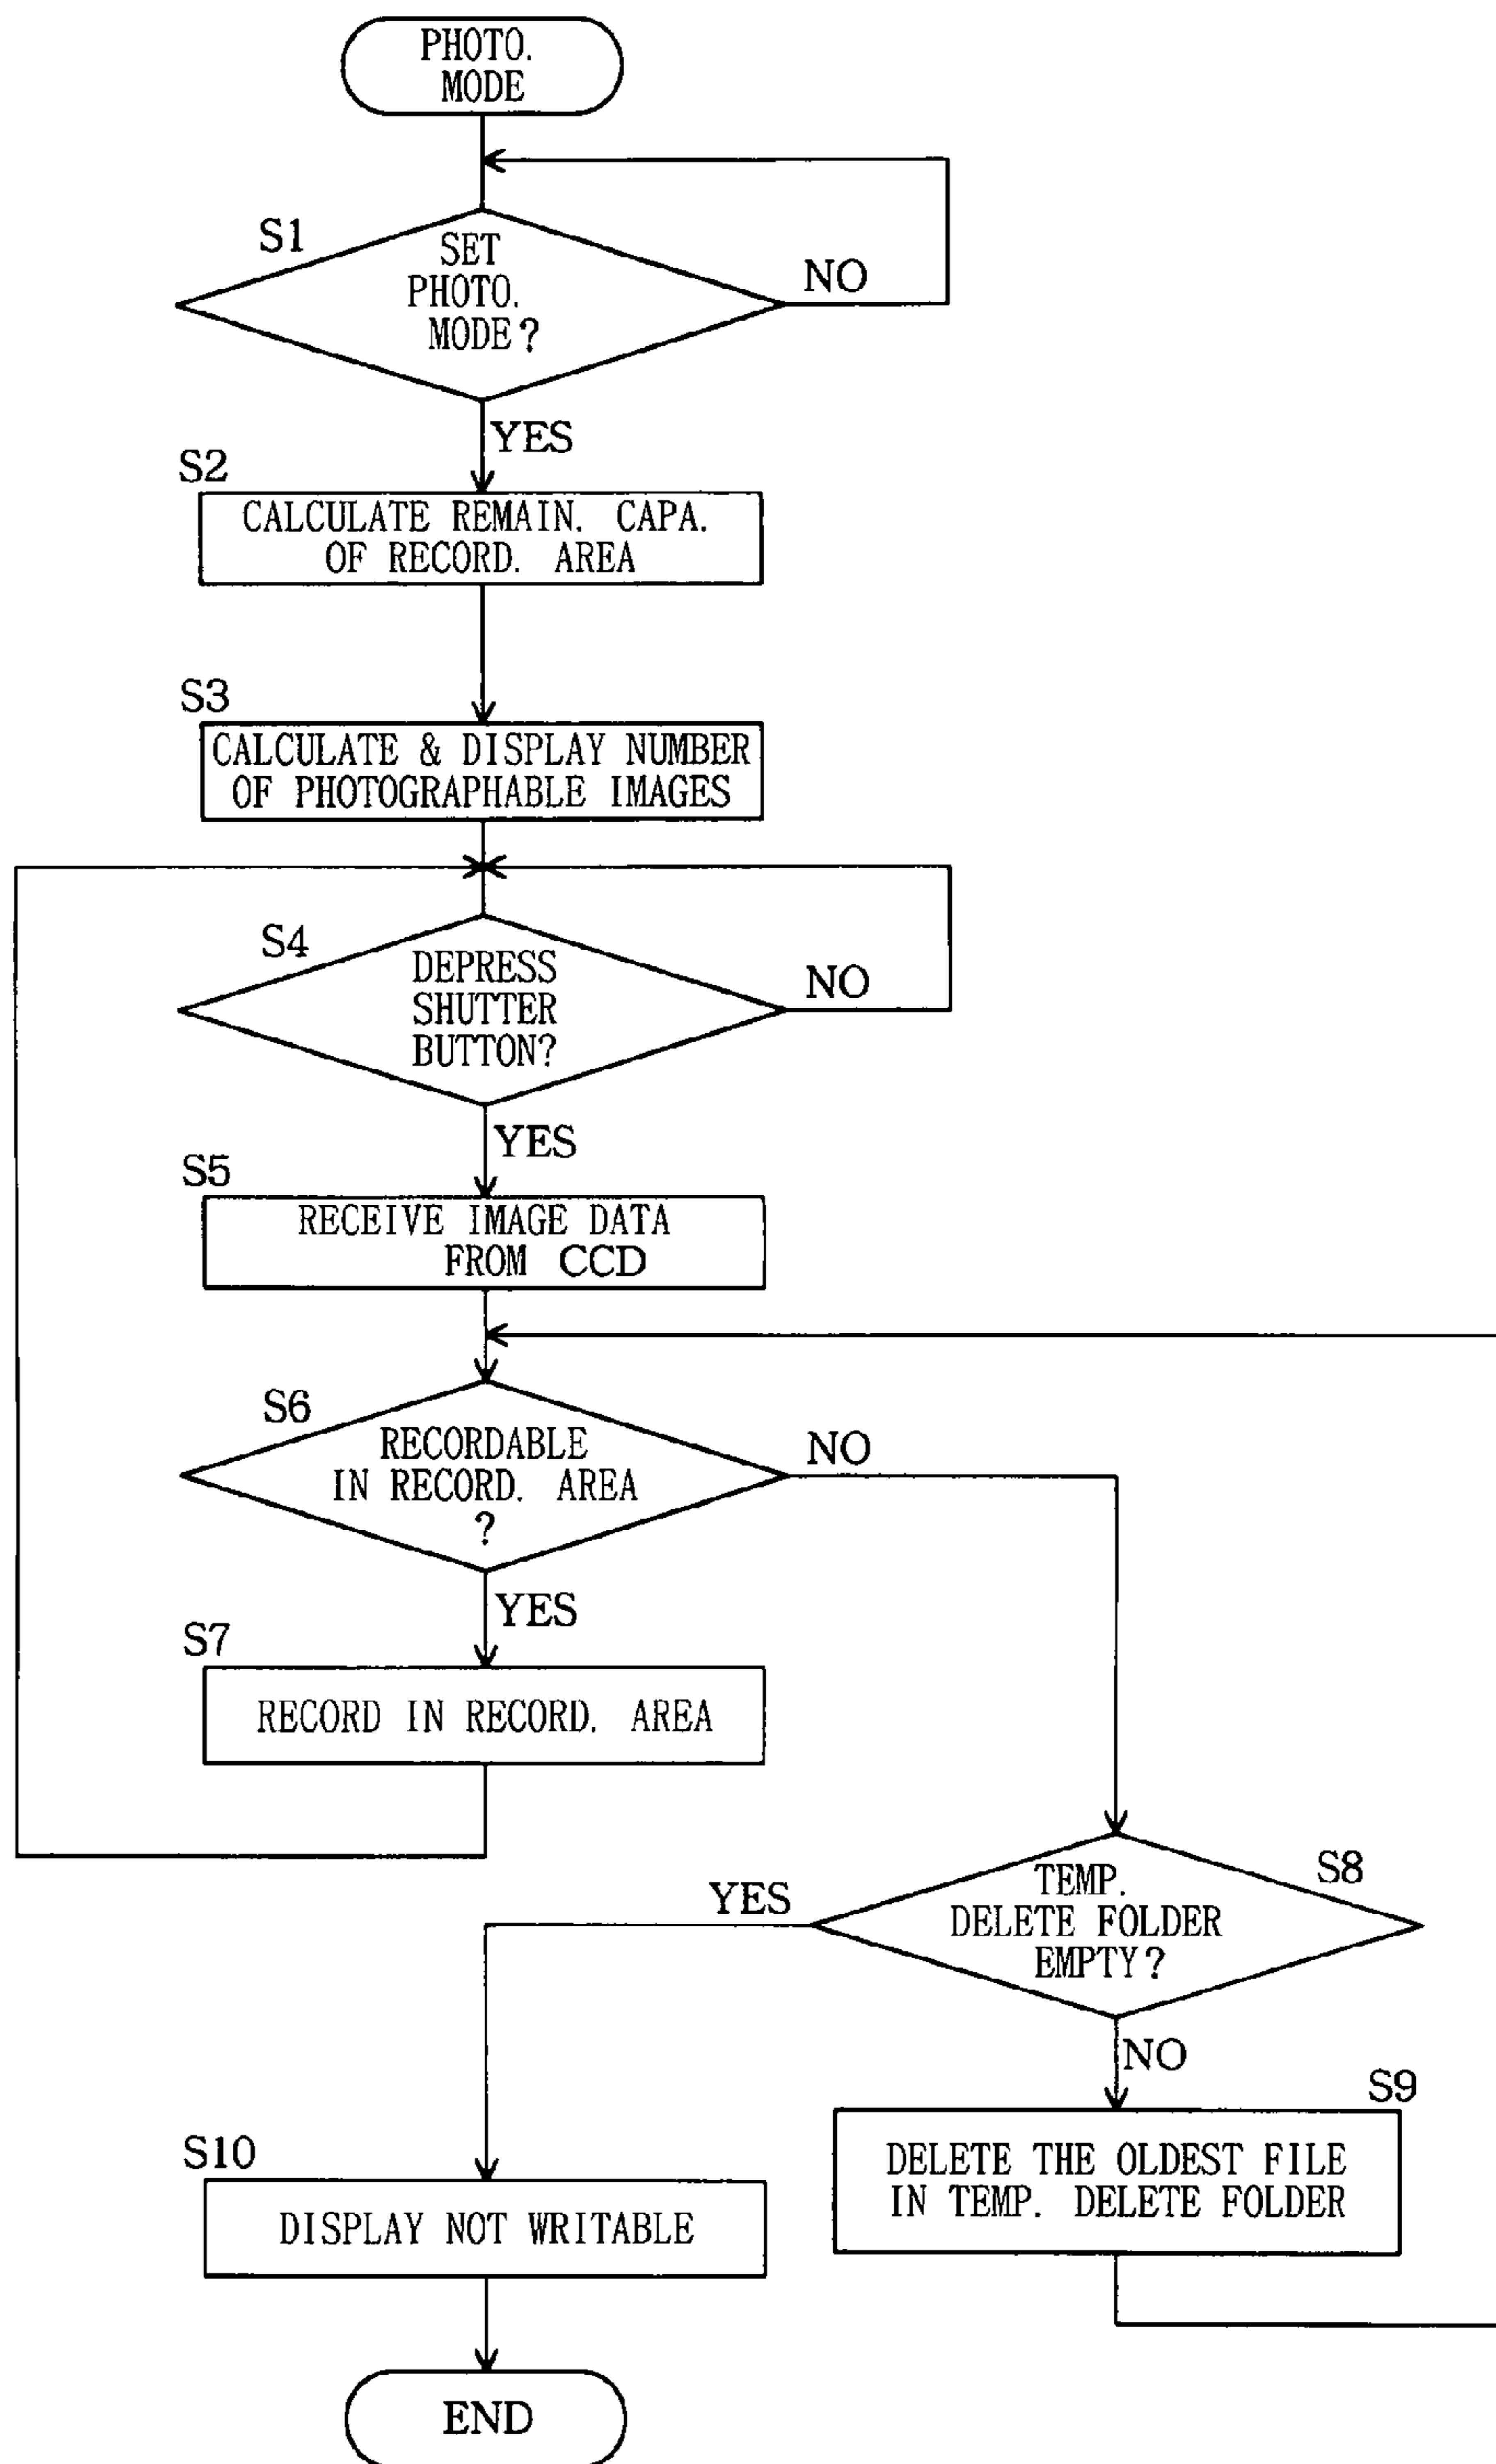 PHOTO.
MODE
S1
SET
PHOTO.
MODE?
NO
YES
S2
CALCULATE REMAIN. CAPA.
OF RECORD. AREA
S3
CALCULATE & DISPLAY NUMBER
OF PHOTOGRAPHABLE IMAGES
S4
DEPRESS
SHUTTER
BUTTON?
NO
YES
S5
RECEIVE IMAGE DATA
FROM CCD
S6
RECORDABLE
IN RECORD. AREA
?
NO
YES
S7
RECORD IN RECORD. AREA
S8
TEMP.
DELETE FOLDER
EMPTY?
YES
NO
S9
DELETE THE OLDEST FILE
IN TEMP. DELETE FOLDER
S10
DISPLAY NOT WRITABLE
END